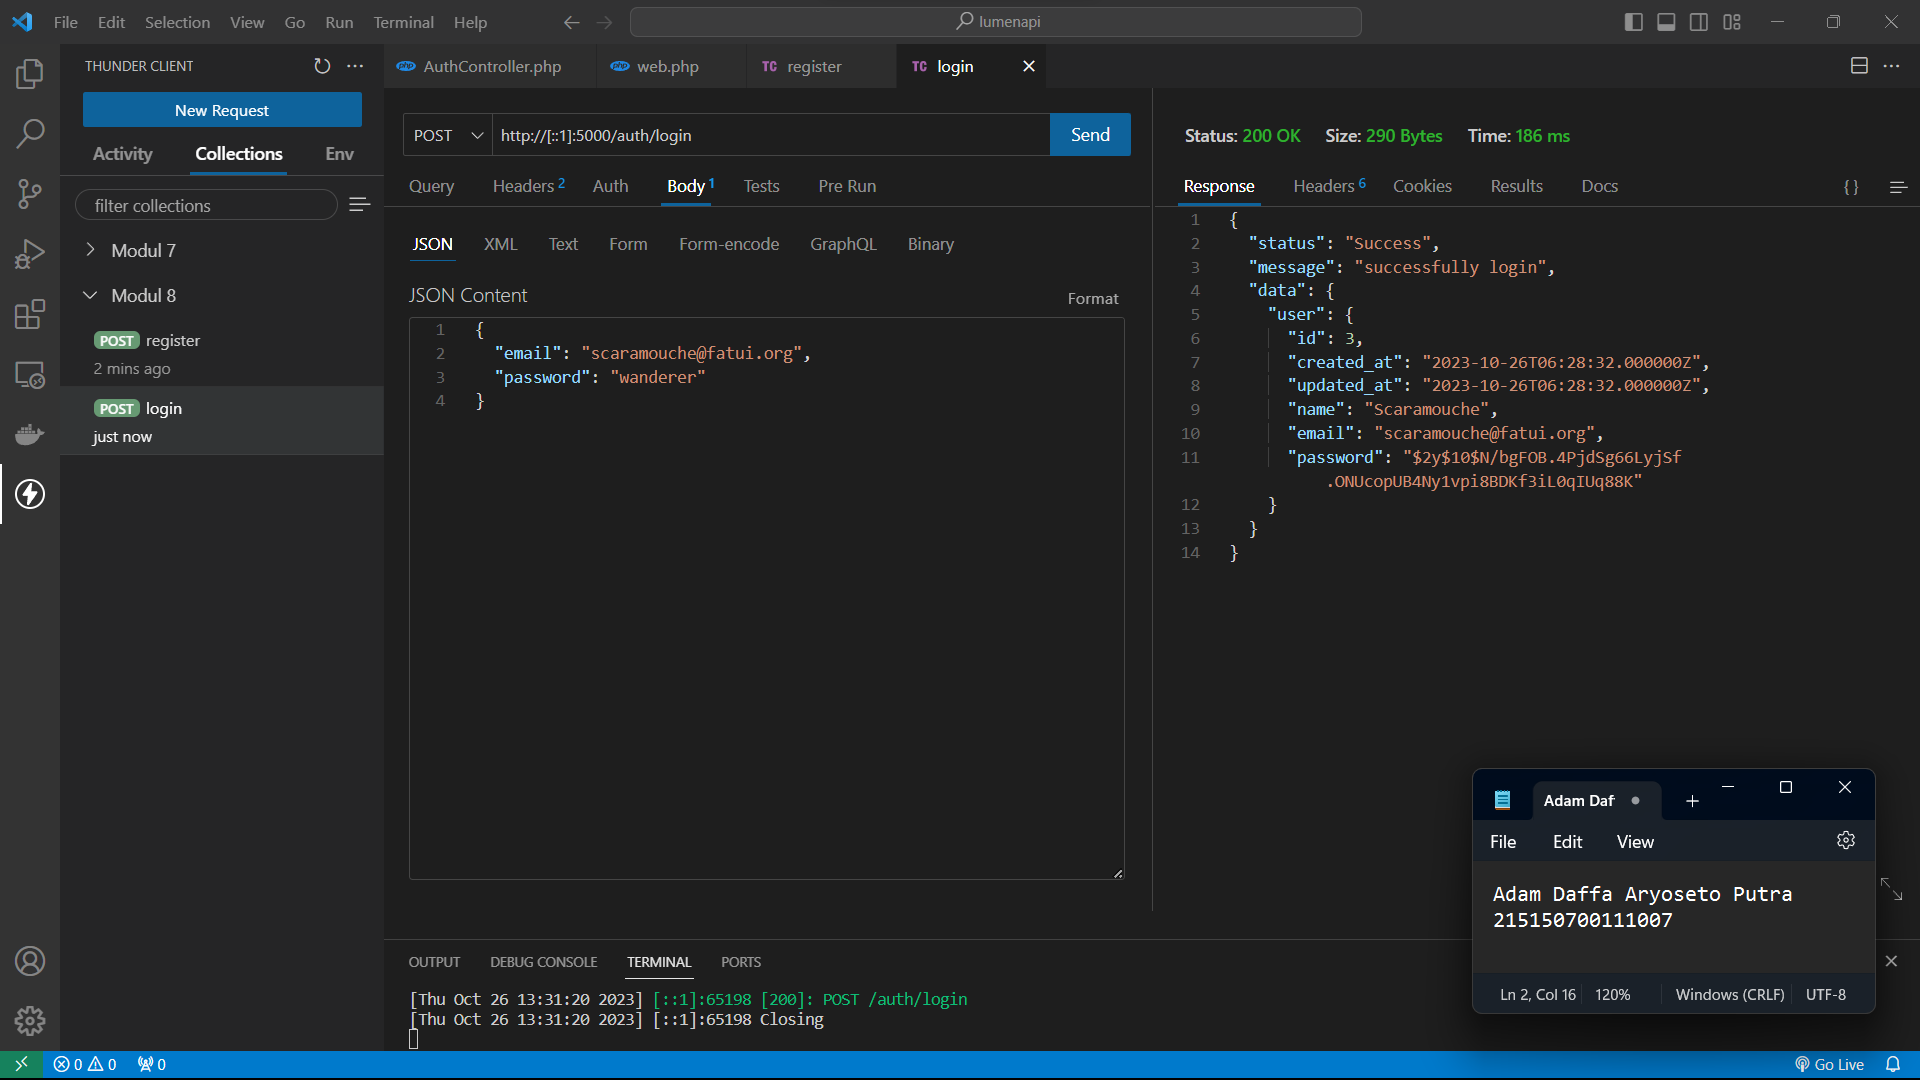 File Edit Selection View Go Run Terminal Help
lumenapi
THUNDER CLIENT
New Request
Activity Collections Env
filter collections
Modul 7
Modul 8
POST register
2 mins ago
POST login
just now
AuthController.php web.php TC register TC login
POST http://[::1]:5000/auth/login Send
Query Headers 2 Auth Body 1 Tests Pre Run
JSON XML Text Form Form-encode GraphQL Binary
JSON Content
Format
1 {
2 "email": "scaramouche@fatui.org",
3 "password": "wanderer"
4 }
Status: 200 OK Size: 290 Bytes Time: 186 ms
Response Headers 6 Cookies Results Docs { }
1 {
2 "status": "Success",
3 "message": "successfully login",
4 "data": {
5 "user": {
6 "id": 3,
7 "created_at": "2023-10-26T06:28:32.000000Z",
8 "updated_at": "2023-10-26T06:28:32.000000Z",
9 "name": "Scaramouche",
10 "email": "scaramouche@fatui.org",
11 "password": "$2y$10$N/bgFOB.4PjdSg66LyjSf
.ONUcopUB4Ny1vpi8BDKf3iL0qIUq88K"
12 }
13 }
14 }
OUTPUT DEBUG CONSOLE TERMINAL PORTS
[Thu Oct 26 13:31:20 2023] [::1]:65198 [200]: POST /auth/login
[Thu Oct 26 13:31:20 2023] [::1]:65198 Closing
Adam Daf
File Edit View
Adam Daffa Aryoseto Putra
215150700111007
Ln 2, Col 16 120% Windows (CRLF) UTF-8
0 0 0 Go Live